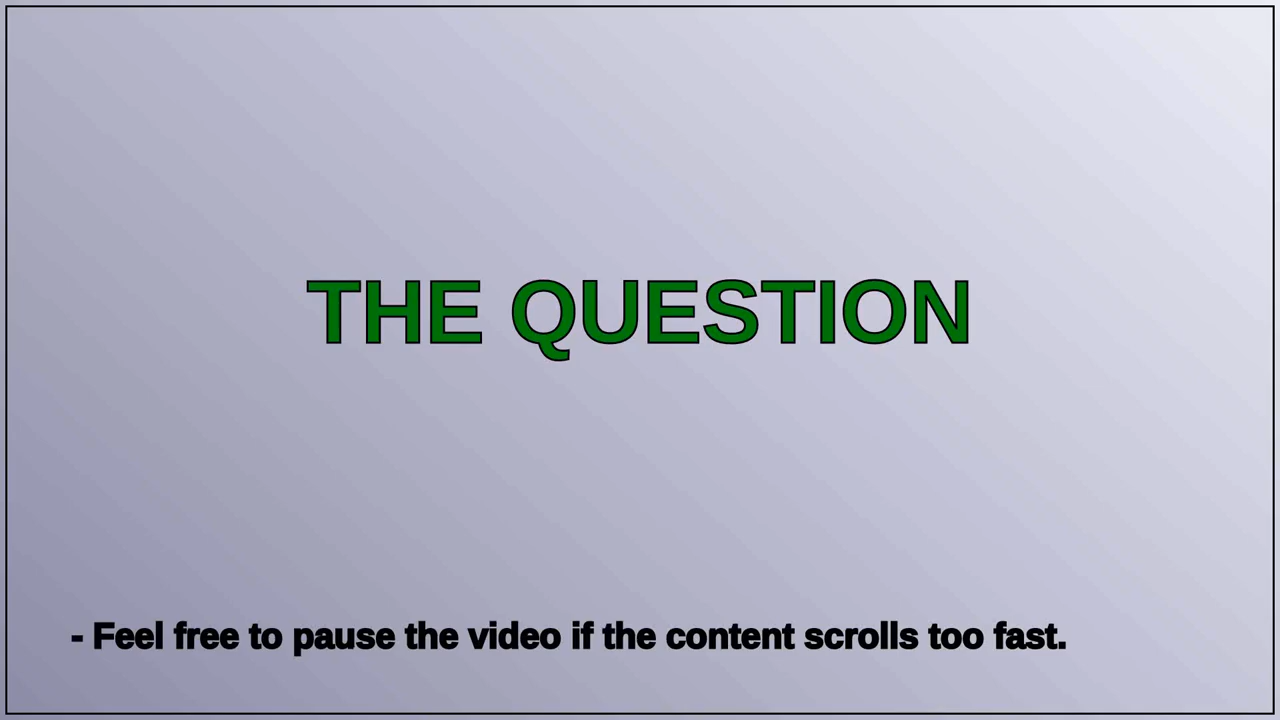 THE QUESTION
- Feel free to pause the video if the content scrolls too fast.